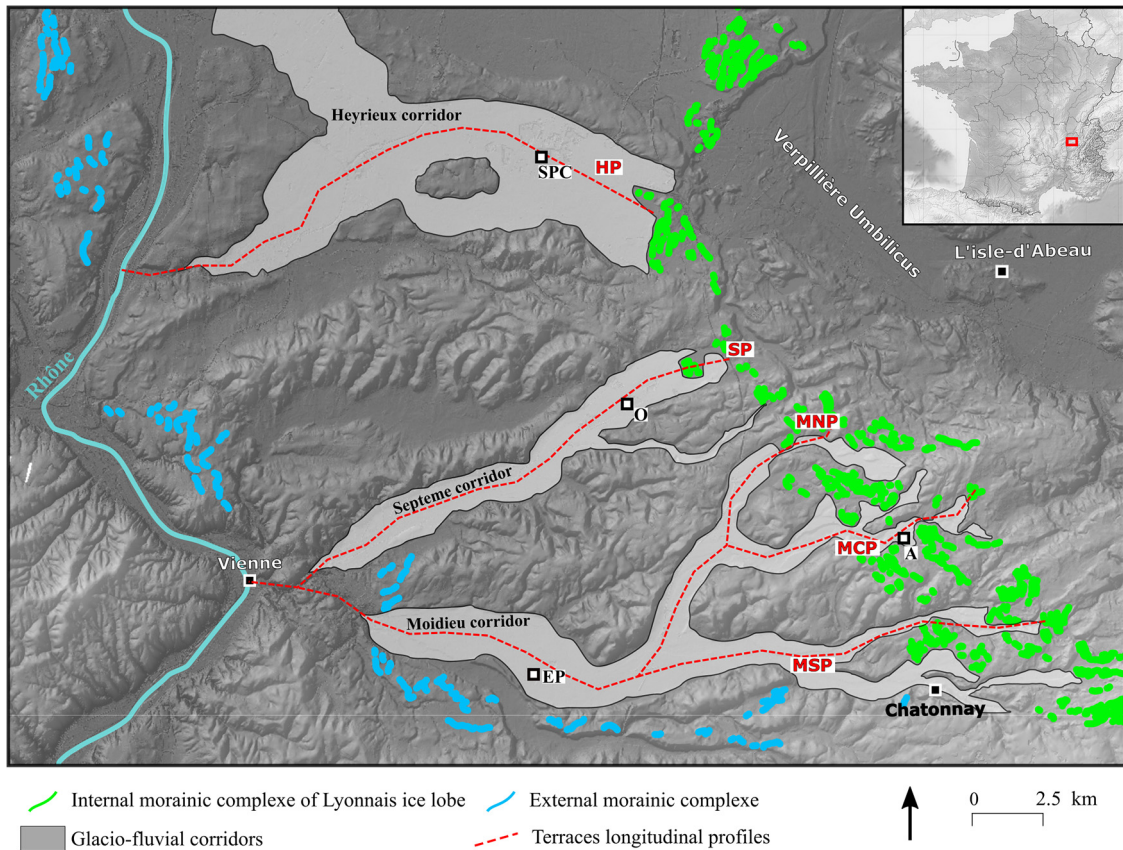 Heyrieux corridor
SPC
HP
Verpillière Umbilicus
L'isle-d'Abeau
Rhône
SP
O
MNP
Septeme corridor
MCP
A
Vienne
Moidieu corridor
EP
MSP
Chatonnay
Internal morainic complexe of Lyonnais ice lobe
External morainic complexe
0 2.5 km
Glacio-fluvial corridors
Terraces longitudinal profiles